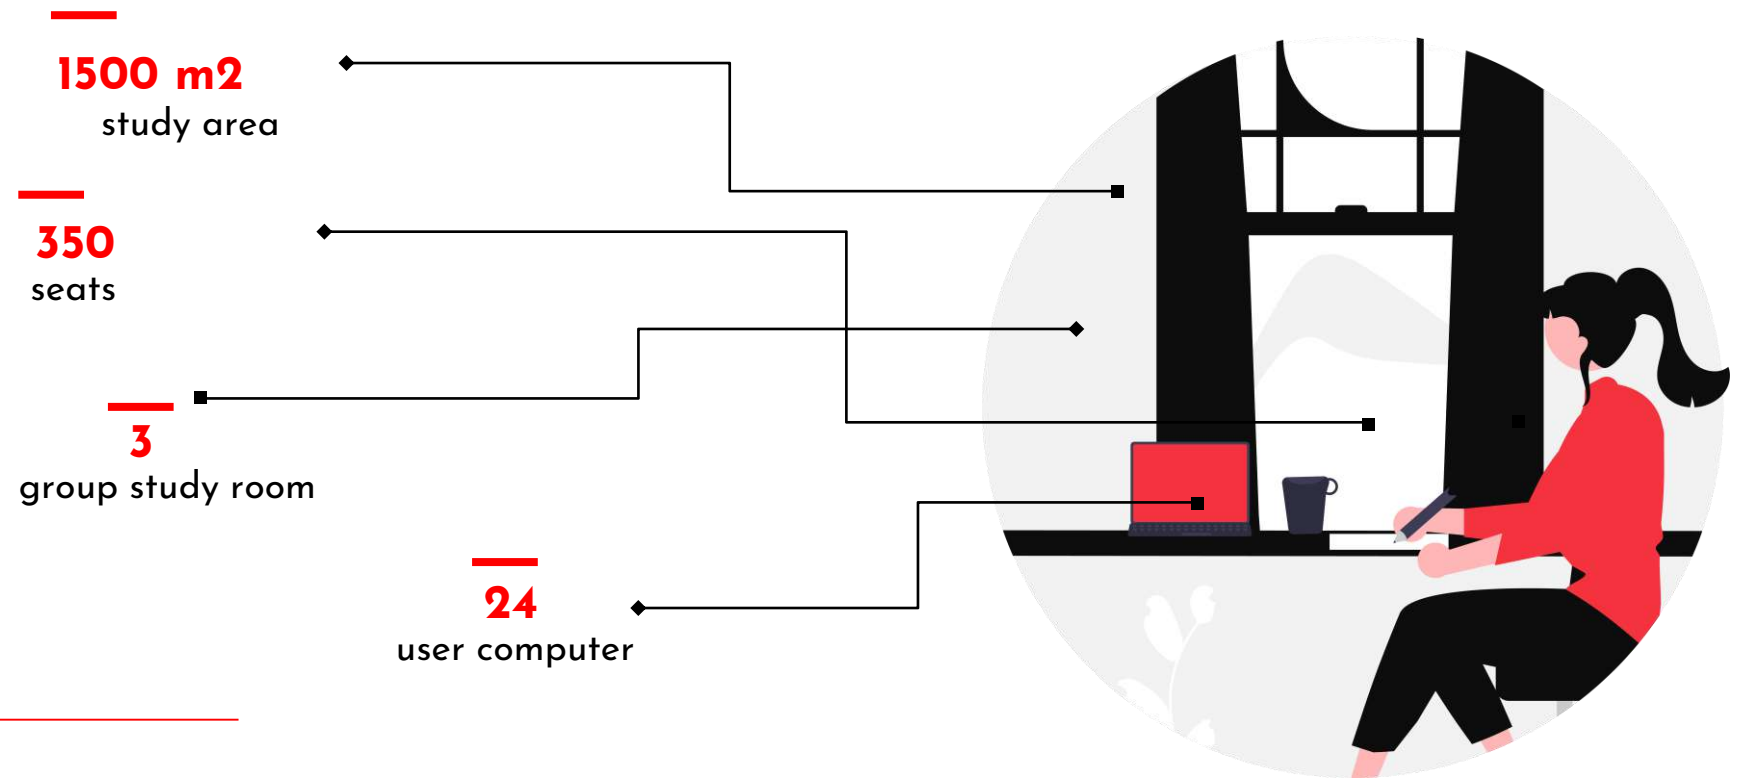 1500 m2
study area
350
seats
3
group study room
24
user computer